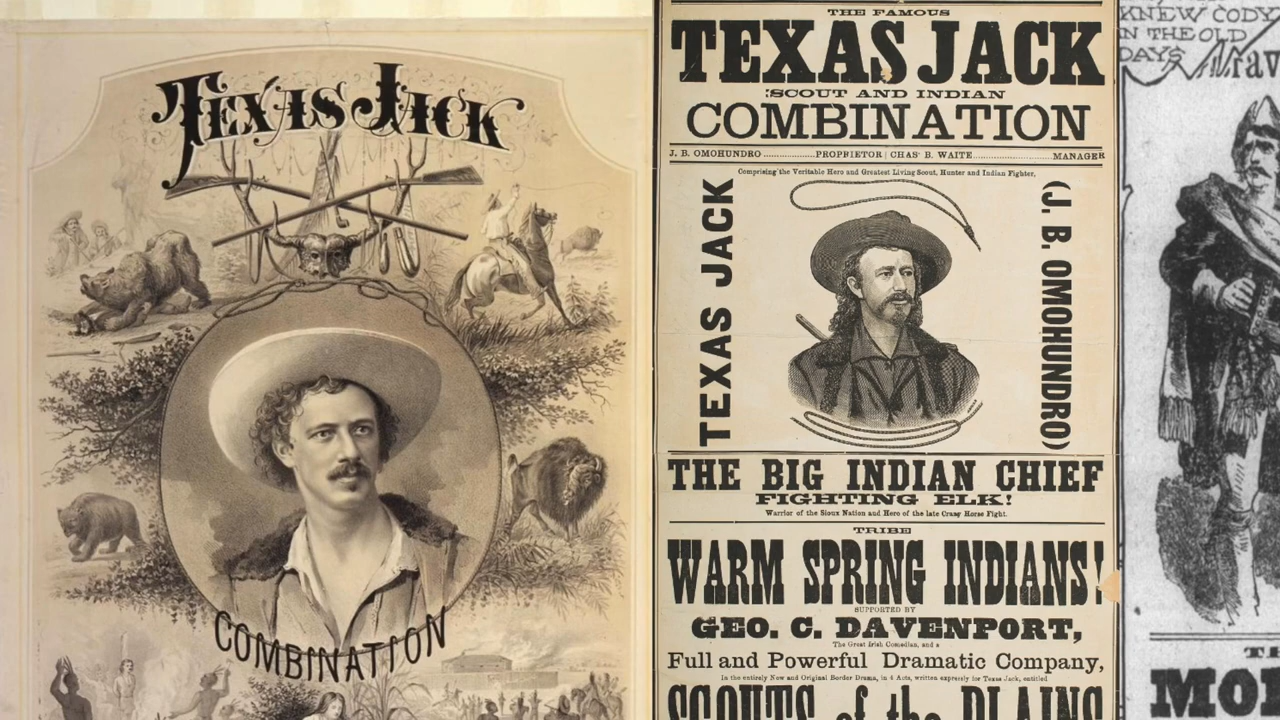 TEXAS JACK
COMBINATION
THE FAMOUS
TEXAS JACK
SCOUT AND INDIAN
COMBINATION
J. B. OMOHUNDRO PROPRIETOR | CHAS. B. WAITE MANAGER
Comprising the Veritable Hero and Greatest Living Scout, Hunter and Indian Fighter,
TEXAS JACK
(J. B. OMOHUNDRO)
THE BIG INDIAN CHIEF
FIGHTING ELK!
Warrior of the Sioux Nation and Hero of the late Crazy Horse Fight.
TRIBE
WARM SPRING INDIANS!
SUPPORTED BY
GEO. C. DAVENPORT,
The Great Irish Comedian, and a
Full and Powerful Dramatic Company,
In the entirely New and Original Border Drama, in 4 Acts, written expressly for Texas Jack, entitled
SCOUTS of the PLAINS
KNEW CODY
IN THE OLD
DAYS